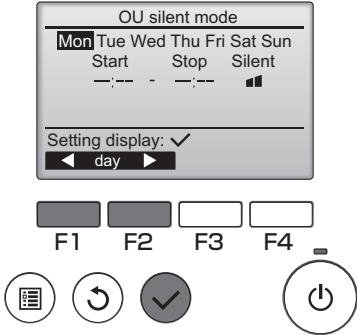 OU silent mode
Mon Tue Wed Thu Fri Sat Sun
Start Stop Silent
--:-- - --:--
Setting display: ✓
◀ day ▶
F1 F2 F3 F4